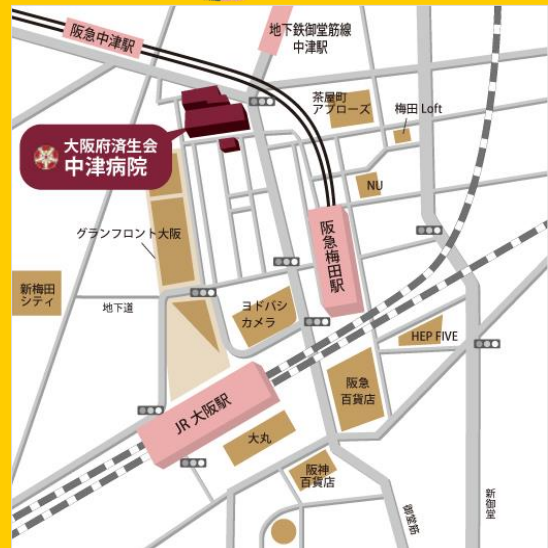 阪急中津駅
地下鉄御堂筋線
中津駅
茶屋町
アプローズ
梅田 Loft
大阪府済生会
中津病院
NU
グランフロント大阪
阪急梅田駅
新梅田
シティ
地下道
ヨドバシ
カメラ
HEP FIVE
阪急
百貨店
JR 大阪駅
大丸
阪神
百貨店
御堂筋
新御堂